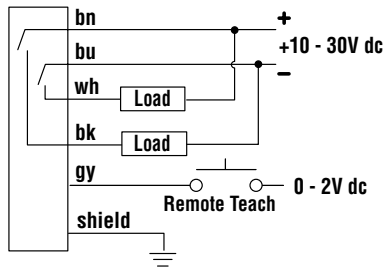 bn
+
+10 - 30V dc
bu
–
wh
Load
bk
Load
gy
0 - 2V dc
Remote Teach
shield